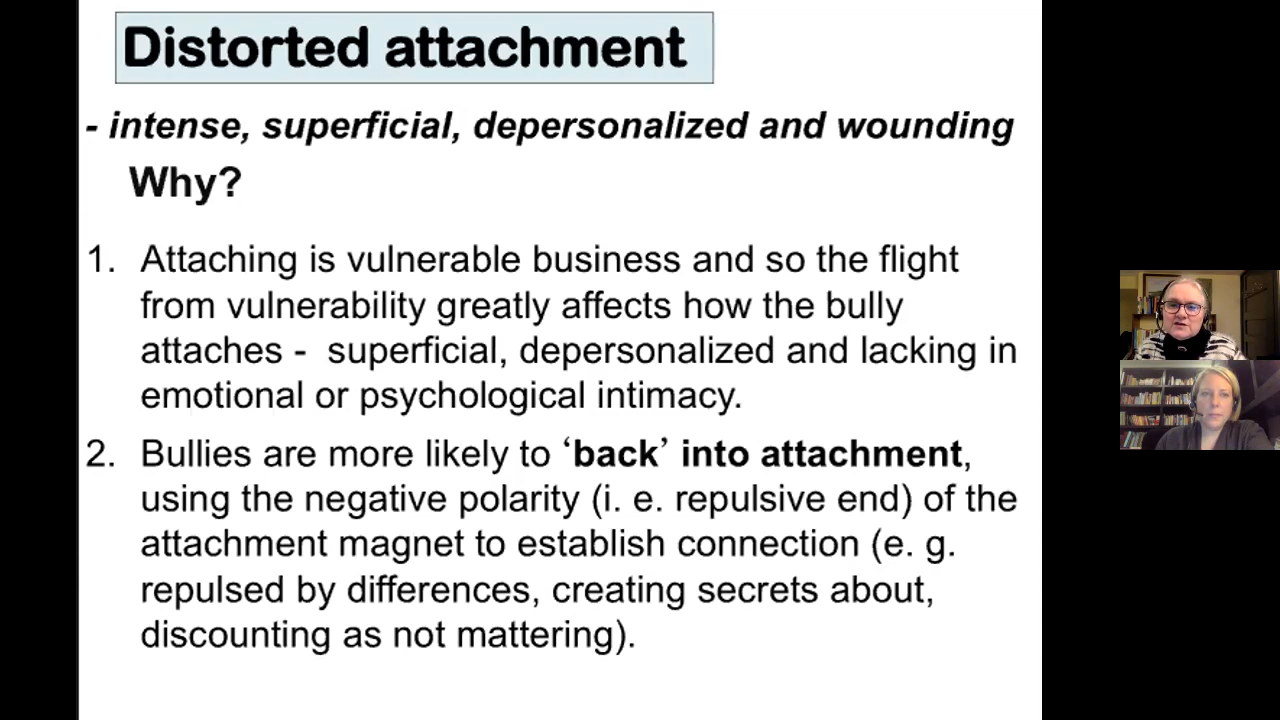 Distorted attachment
- intense, superficial, depersonalized and wounding
Why?
1. Attaching is vulnerable business and so the flight
from vulnerability greatly affects how the bully
attaches - superficial, depersonalized and lacking in
emotional or psychological intimacy.
2. Bullies are more likely to ‘back’ into attachment,
using the negative polarity (i. e. repulsive end) of the
attachment magnet to establish connection (e. g.
repulsed by differences, creating secrets about,
discounting as not mattering).